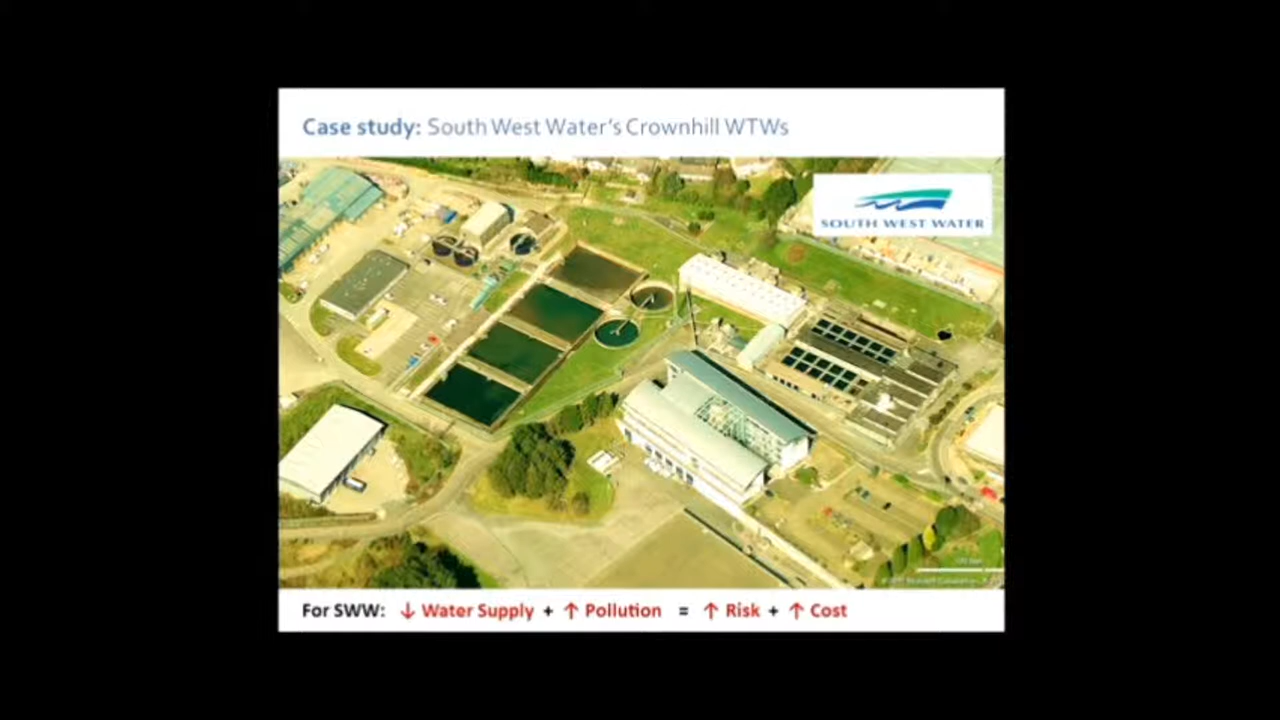 Case study: South West Water's Crownhill WTWs
SOUTH WEST WATER
For SWW: ↓ Water Supply + ↑ Pollution = ↑ Risk + ↑ Cost